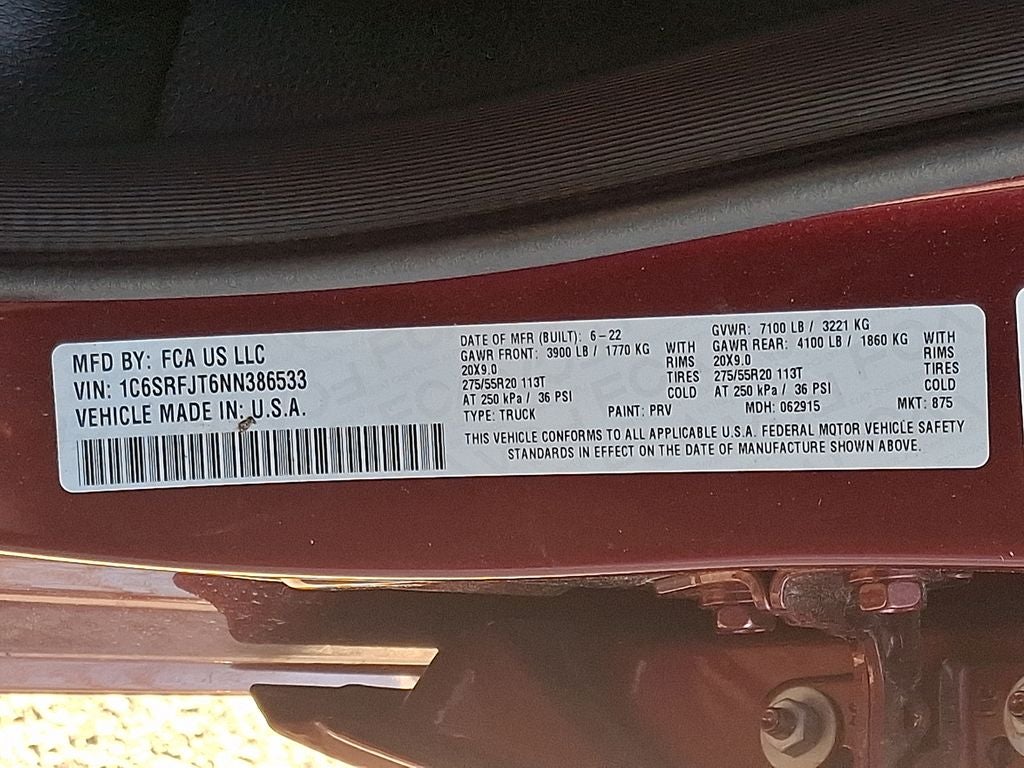 MFD BY: FCA US LLC
VIN: 1C6SRFJT6NN386533
VEHICLE MADE IN: U.S.A.
DATE OF MFR (BUILT): 6-22
GAWR FRONT: 3900 LB / 1770 KG
20X9.0
275/55R20 113T
AT 250 kPa / 36 PSI
WITH
RIMS
TIRES
COLD
TYPE: TRUCK
PAINT: PRV
GVWR: 7100 LB / 3221 KG
GAWR REAR: 4100 LB / 1860 KG
20X9.0
275/55R20 113T
AT 250 kPa / 36 PSI
WITH
RIMS
TIRES
COLD
MDH: 062915
MKT: 875
THIS VEHICLE CONFORMS TO ALL APPLICABLE U.S.A. FEDERAL MOTOR VEHICLE SAFETY
STANDARDS IN EFFECT ON THE DATE OF MANUFACTURE SHOWN ABOVE.